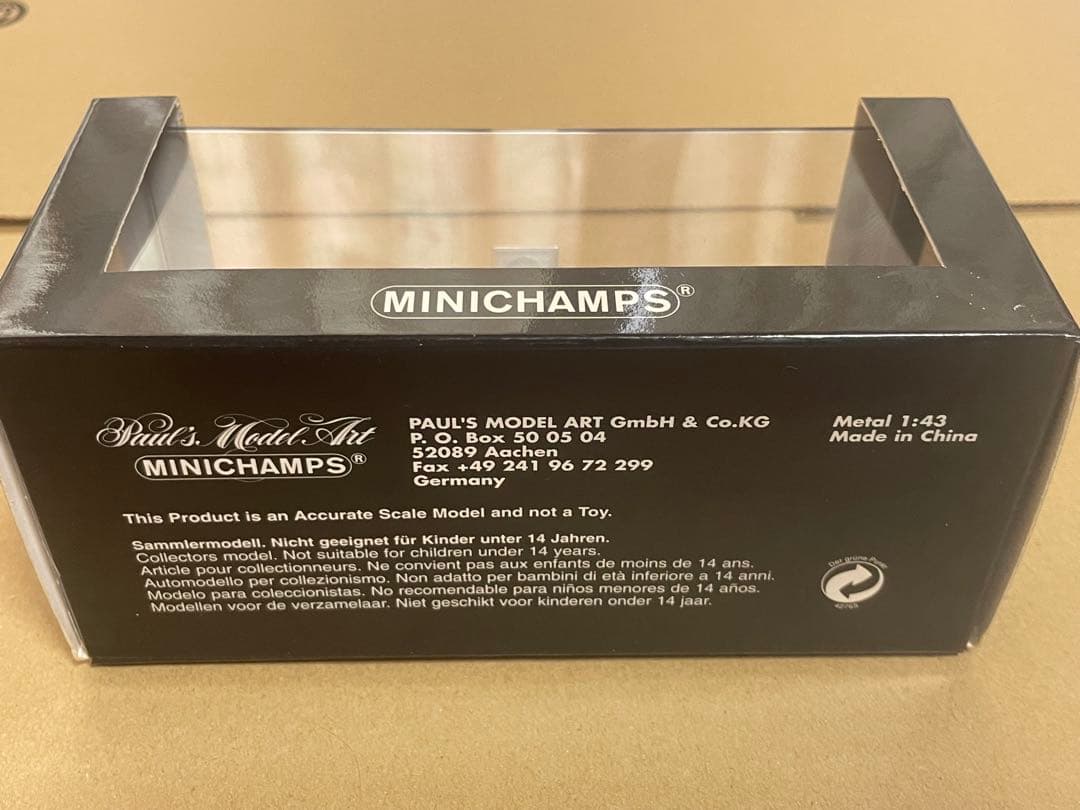 MINICHAMPS®
Paul's Model Art
MINICHAMPS®
PAUL'S MODEL ART GmbH & Co.KG
P. O. Box 50 05 04
52089 Aachen
Fax +49 241 96 72 299
Germany
Metal 1:43
Made in China
This Product is an Accurate Scale Model and not a Toy.
Sammlermodell. Nicht geeignet für Kinder unter 14 Jahren.
Collectors model. Not suitable for children under 14 years.
Article pour collectionneurs. Ne convient pas aux enfants de moins de 14 ans.
Automodello per collezionismo. Non adatto per bambini di età inferiore a 14 anni.
Modelo para coleccionistas. No recomendable para niños menores de 14 años.
Modellen voor de verzamelaar. Niet geschikt voor kinderen onder 14 jaar.
Der grüne Punkt